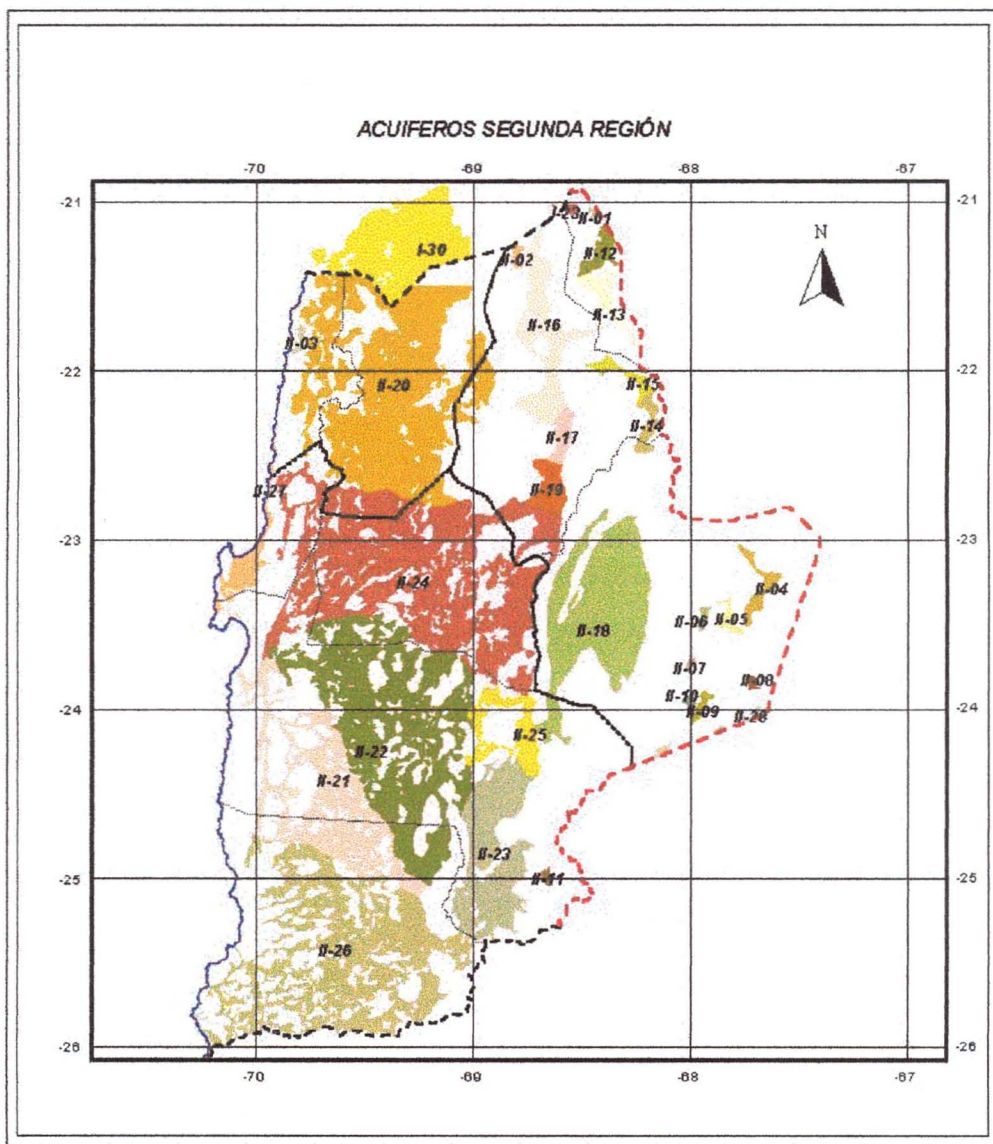 ACUIFEROS SEGUNDA REGIÓN
-70 -69 -68 -67
-21 -21
I-23 II-01
I-30
II-02
II-12
II-16
II-13
II-03
N
-22 -22
II-20
II-15
II-14
II-17
II-27
II-19
-23 -23
II-24
II-04
II-06 II-05
II-18
II-07
II-08
II-10
II-09
II-28
-24 -24
II-25
II-22
II-21
II-23
II-11
-25 -25
II-26
-26 -26
-70 -69 -68 -67